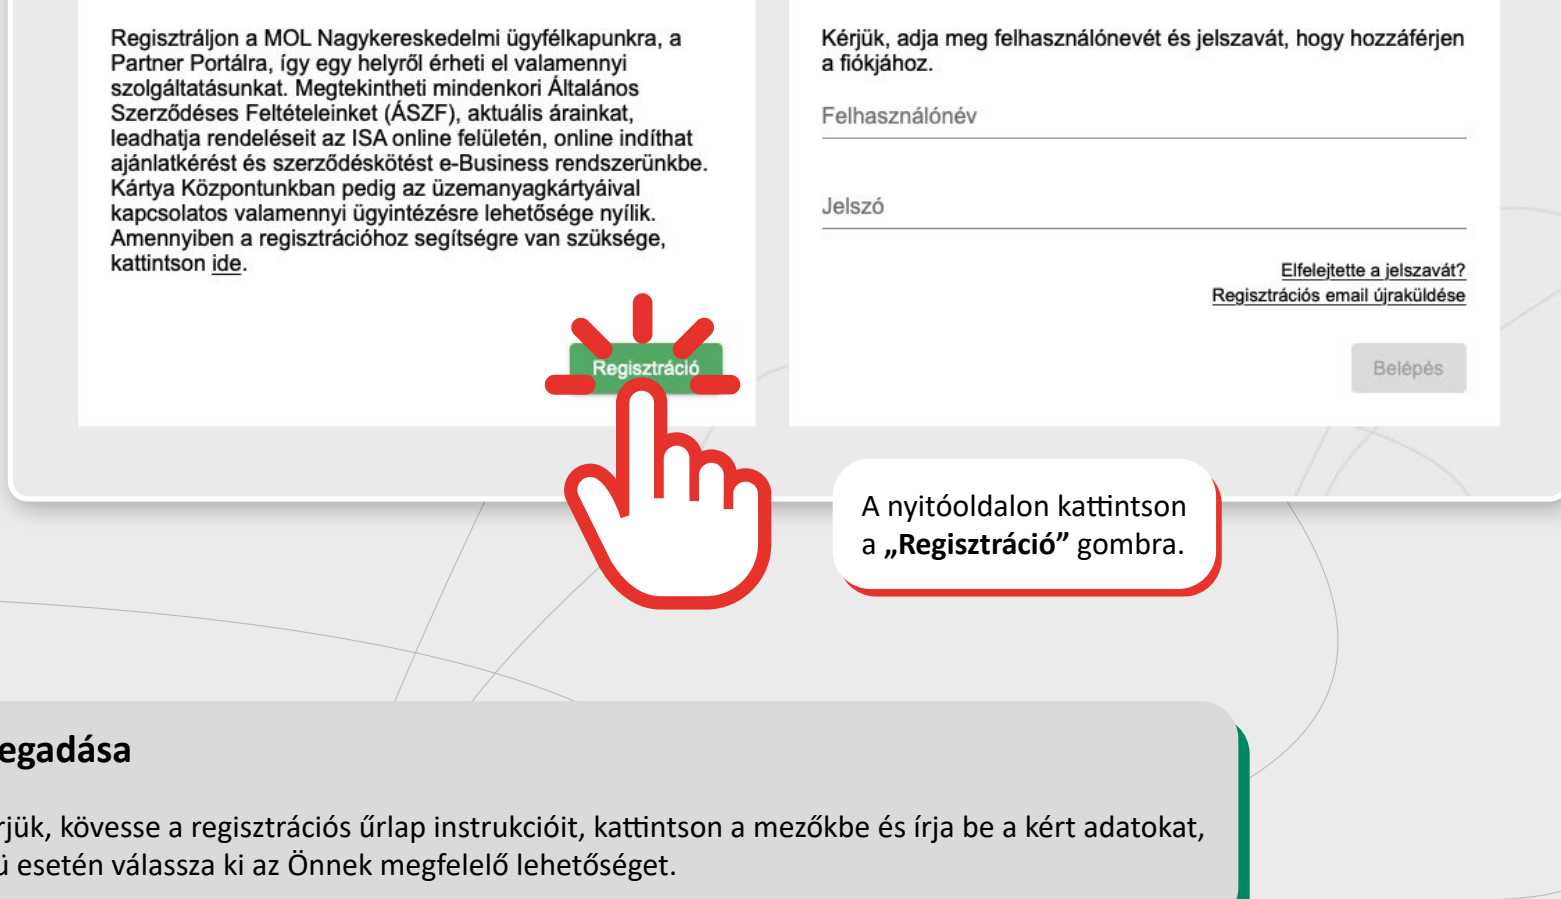 Regisztráljon a MOL Nagykereskedelmi ügyfélkapunkra, a
Partner Portálra, így egy helyről érheti el valamennyi
szolgáltatásunkat. Megtekintheti mindenkori Általános
Szerződéses Feltételeinket (ÁSZF), aktuális árainkat,
leadhatja rendeléseit az ISA online felületén, online indíthat
ajánlatkérést és szerződéskötést e-Business rendszerünkbe.
Kártya Központunkban pedig az üzemanyagkártyáival
kapcsolatos valamennyi ügyintézésre lehetősége nyílik.
Amennyiben a regisztrációhoz segítségre van szüksége,
kattintson ide.
Regisztráció
Kérjük, adja meg felhasználónevét és jelszavát, hogy hozzáférjen
a fiókjához.
Felhasználónév
Jelszó
Elfelejtette a jelszavát?
Regisztrációs email újraküldése
Belépés
A nyitóoldalon kattintson
a „Regisztráció” gombra.
egadása
rjük, kövesse a regisztrációs űrlap instrukcióit, kattintson a mezőkbe és írja be a kért adatokat,
ü esetén válassza ki az Önnek megfelelő lehetőséget.